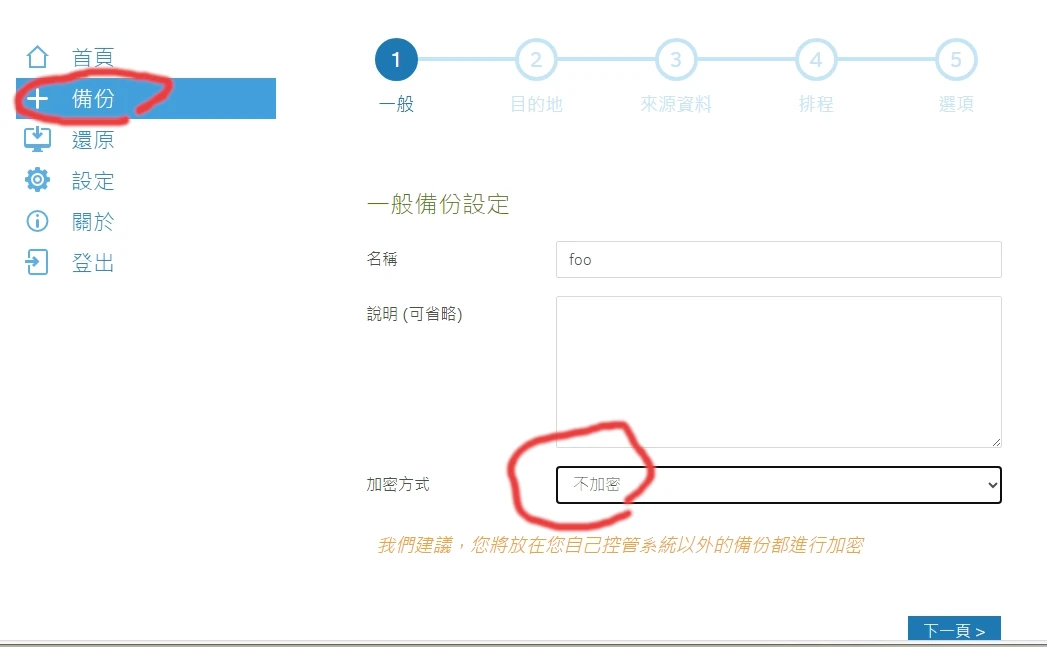 首頁
備份
還原
設定
關於
登出
1
2
3
4
5
一般
目的地
來源資料
排程
選項
一般備份設定
名稱
foo
說明 (可省略)
加密方式
不加密
我們建議，您將放在您自己控管系統以外的備份都進行加密
下一頁 >